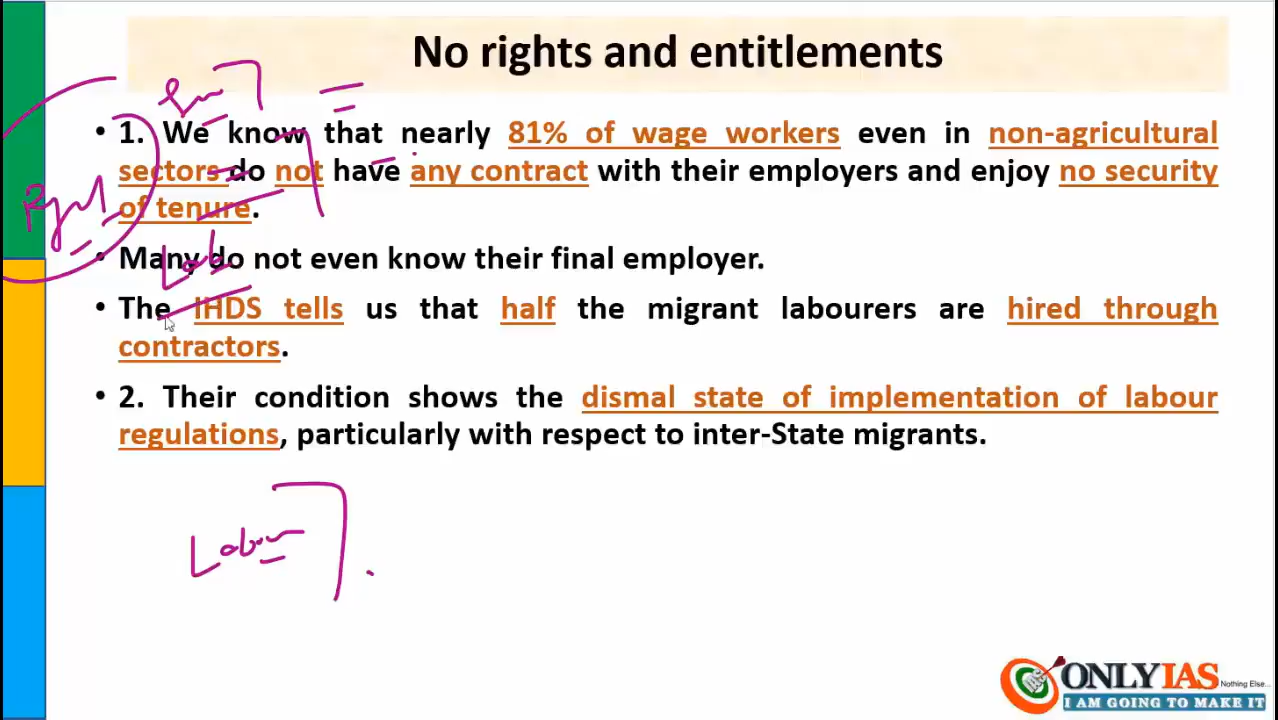 No rights and entitlements
• 1. We know that nearly 81% of wage workers even in non-agricultural
sectors do not have any contract with their employers and enjoy no security
of tenure.
• Many do not even know their final employer.
• The IHDS tells us that half the migrant labourers are hired through
contractors.
• 2. Their condition shows the dismal state of implementation of labour
regulations, particularly with respect to inter-State migrants.
Lab
Labour
ONLYIAS
Nothing Else...
I AM GOING TO MAKE IT